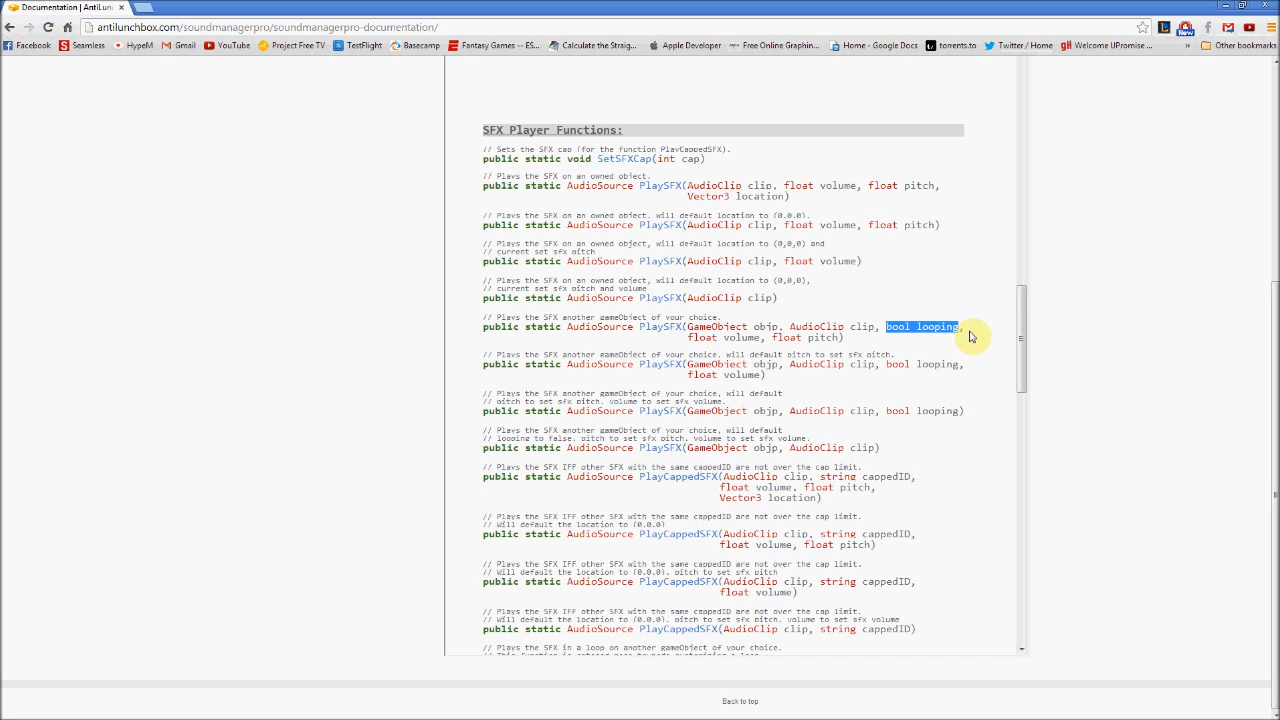 Documentation | AntiLunch
antilunchbox.com/soundmanagerpro/soundmanagerpro-documentation/
Facebook Seamless HypeM Gmail YouTube Project Free TV TestFlight Basecamp Fantasy Games -- ES... Calculate the Straig... Apple Developer Free Online Graphin... Home - Google Docs torrents.to Twitter / Home Welcome UPromise » Other bookmarks
New
SFX Player Functions:
// Sets the SFX cap (for the function PlayCappedSFX).
public static void SetSFXCap(int cap)
// Plays the SFX on an owned object.
public static AudioSource PlaySFX(AudioClip clip, float volume, float pitch,
Vector3 location)
// Plays the SFX on an owned object. will default location to (0.0.0).
public static AudioSource PlaySFX(AudioClip clip, float volume, float pitch)
// Plays the SFX on an owned object, will default location to (0,0,0) and
// current set sfx pitch
public static AudioSource PlaySFX(AudioClip clip, float volume)
// Plays the SFX on an owned object, will default location to (0,0,0),
// current set sfx pitch and volume
public static AudioSource PlaySFX(AudioClip clip)
// Plays the SFX another gameObject of your choice.
public static AudioSource PlaySFX(GameObject objp, AudioClip clip, bool looping,
float volume, float pitch)
// Plays the SFX another gameObject of your choice. will default pitch to set sfx pitch.
public static AudioSource PlaySFX(GameObject objp, AudioClip clip, bool looping,
float volume)
// Plays the SFX another gameObject of your choice, will default
// pitch to set sfx pitch. volume to set sfx volume.
public static AudioSource PlaySFX(GameObject objp, AudioClip clip, bool looping)
// Plays the SFX another gameObject of your choice, will default
// looping to false. pitch to set sfx pitch. volume to set sfx volume.
public static AudioSource PlaySFX(GameObject objp, AudioClip clip)
// Plays the SFX IFF other SFX with the same cappedID are not over the cap limit.
public static AudioSource PlayCappedSFX(AudioClip clip, string cappedID,
float volume, float pitch,
Vector3 location)
// Plays the SFX IFF other SFX with the same cappedID are not over the cap limit.
// Will default the location to (0.0.0)
public static AudioSource PlayCappedSFX(AudioClip clip, string cappedID,
float volume, float pitch)
// Plays the SFX IFF other SFX with the same cappedID are not over the cap limit.
// Will default the location to (0.0.0). pitch to set sfx pitch
public static AudioSource PlayCappedSFX(AudioClip clip, string cappedID,
float volume)
// Plays the SFX IFF other SFX with the same cappedID are not over the cap limit.
// Will default the location to (0.0.0). pitch to set sfx pitch. volume to set sfx volume
public static AudioSource PlayCappedSFX(AudioClip clip, string cappedID)
// Plays the SFX in a loop on another gameObject of your choice.
Back to top